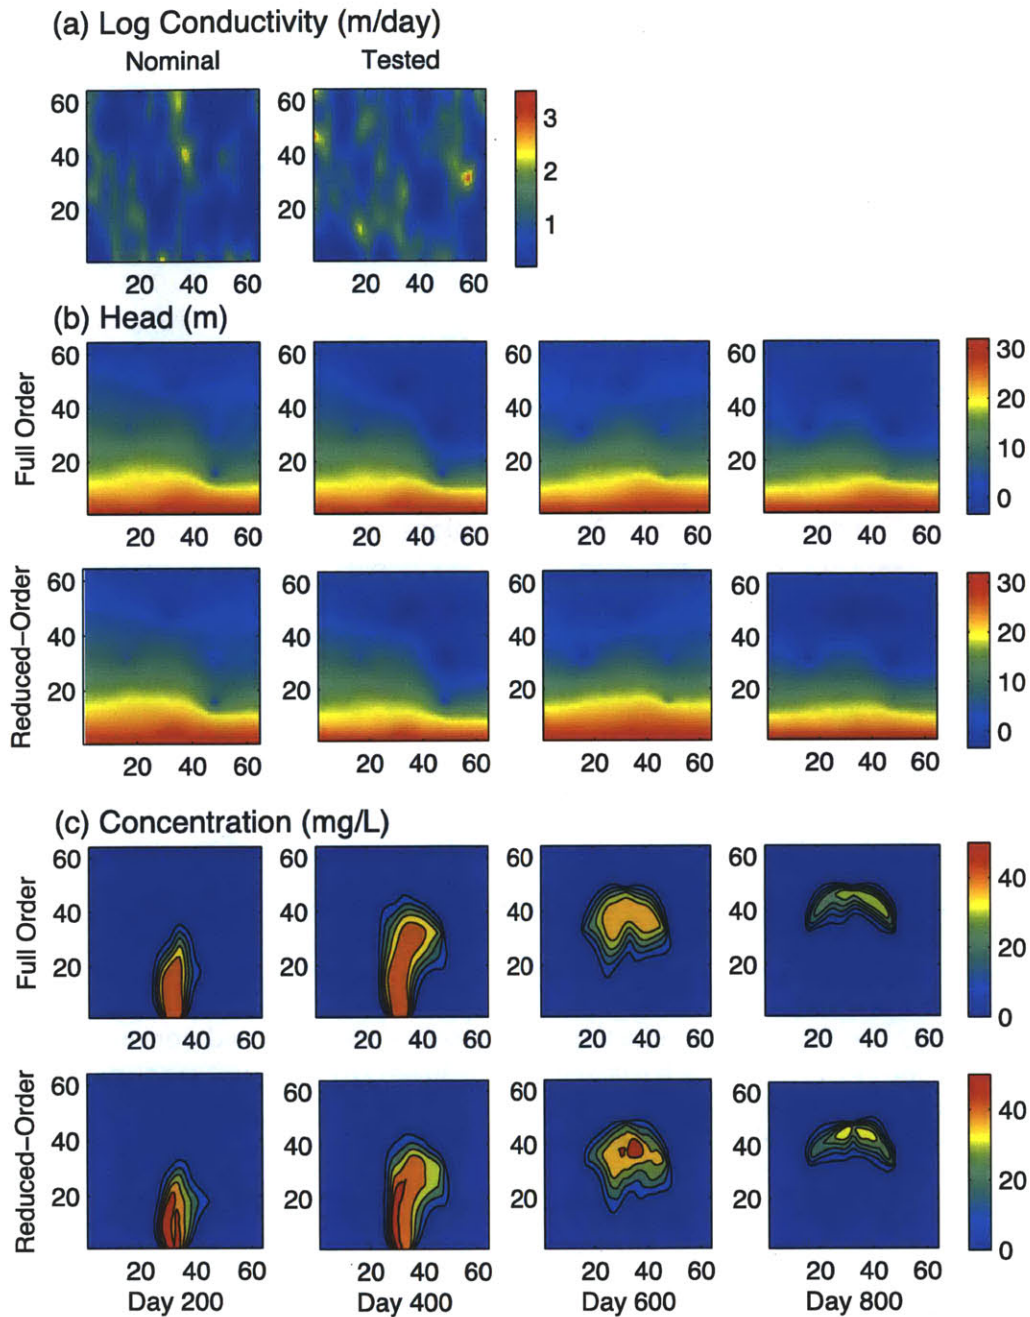 (a) Log Conductivity (m/day)
Nominal Tested
60 60
40 40
20 20
3
2
1
20 40 60 20 40 60
(b) Head (m)
Full Order
60 60 60 60
40 40 40 40
20 20 20 20
30
20
10
0
20 40 60 20 40 60 20 40 60 20 40 60
Reduced-Order
60 60 60 60
40 40 40 40
20 20 20 20
30
20
10
0
20 40 60 20 40 60 20 40 60 20 40 60
(c) Concentration (mg/L)
Full Order
60 60 60 60
40 40 40 40
20 20 20 20
40
20
0
20 40 60 20 40 60 20 40 60 20 40 60
Reduced-Order
60 60 60 60
40 40 40 40
20 20 20 20
40
20
0
20 40 60 20 40 60 20 40 60 20 40 60
Day 200 Day 400 Day 600 Day 800